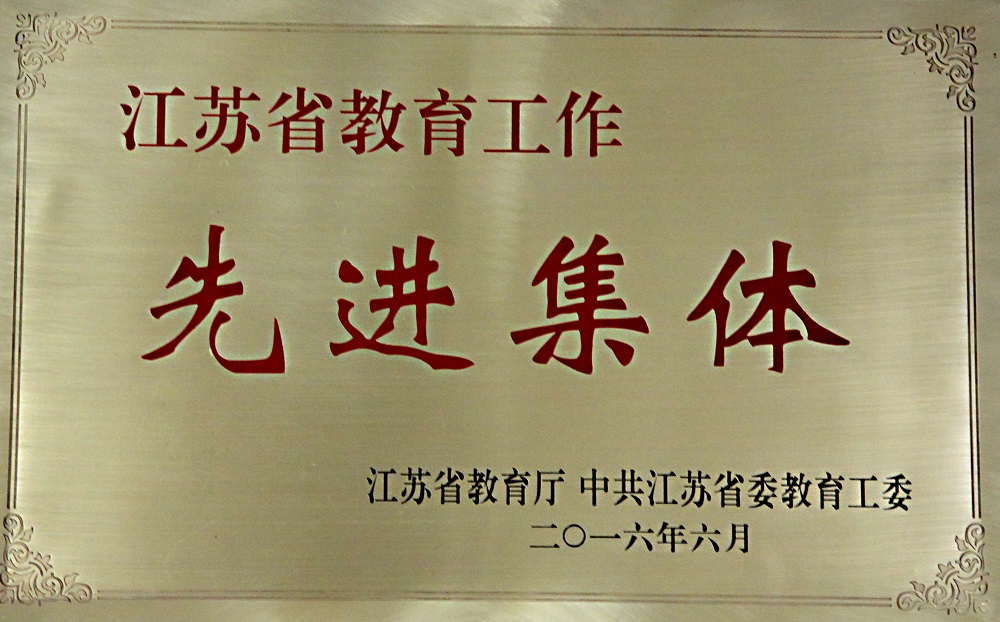 江苏省教育工作
先进集体
江苏省教育厅 中共江苏省委教育工委
二〇一六年六月